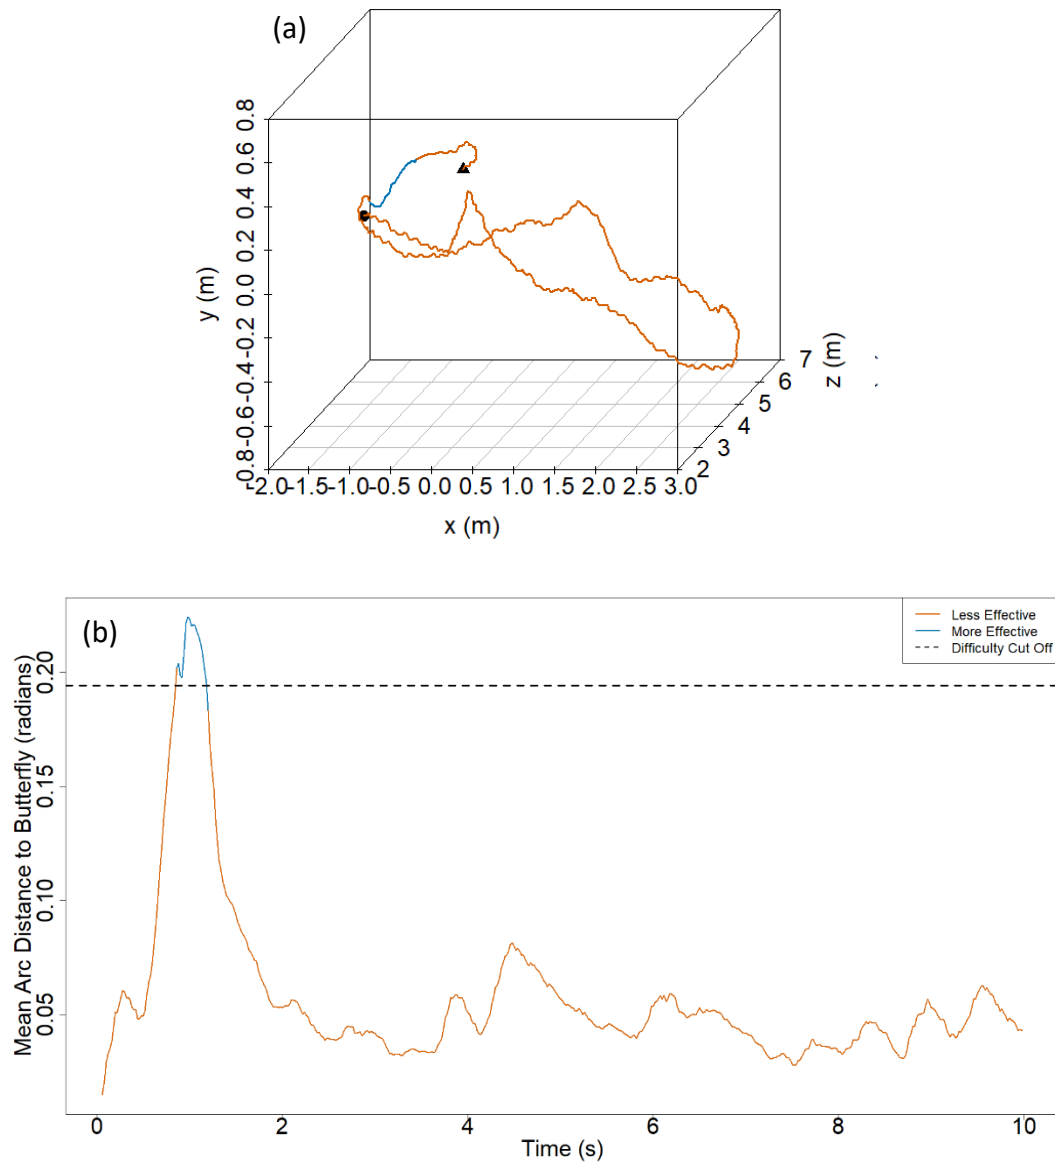 (a)
0.8
0.6
0.4
0.2
0.0
-0.2
-0.4
-0.6
-0.8
y (m)
-2.0 -1.5 -1.0 -0.5 0.0 0.5 1.0 1.5 2.0 2.5 3.0
x (m)
7
6
5
4
3
2
z (m)
(b)
Less Effective
More Effective
Difficulty Cut Off
0.20
0.15
0.10
0.05
Mean Arc Distance to Butterfly (radians)
0 2 4 6 8 10
Time (s)